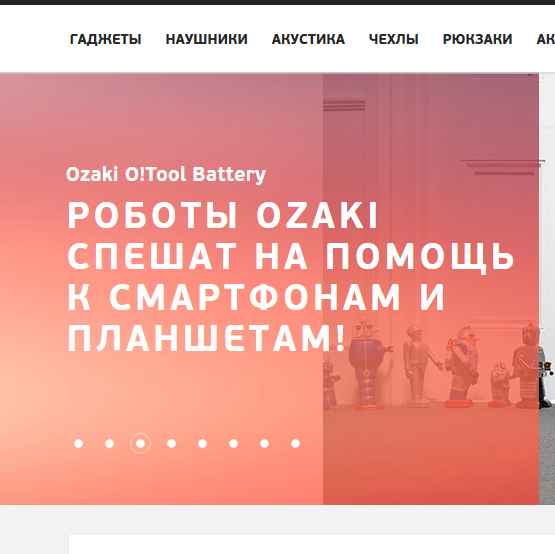 ГАДЖЕТЫ НАУШНИКИ АКУСТИКА ЧЕХЛЫ РЮКЗАКИ АК
Ozaki O!Tool Battery
РОБОТЫ OZAKI
СПЕШАТ НА ПОМОЩЬ
К СМАРТФОНАМ И
ПЛАНШЕТАМ!